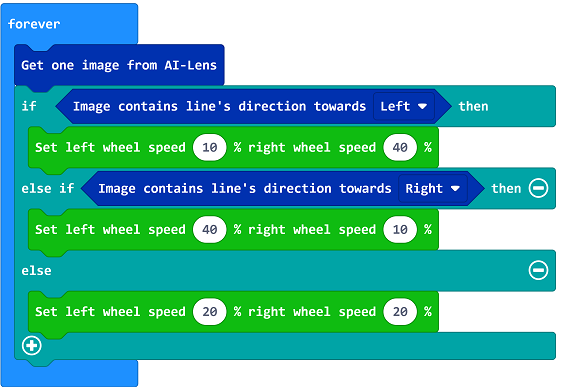 forever
Get one image from AI-Lens
if Image contains line's direction towards Left then
Set left wheel speed 10 % right wheel speed 40 %
else if Image contains line's direction towards Right then
Set left wheel speed 40 % right wheel speed 10 %
else
Set left wheel speed 20 % right wheel speed 20 %